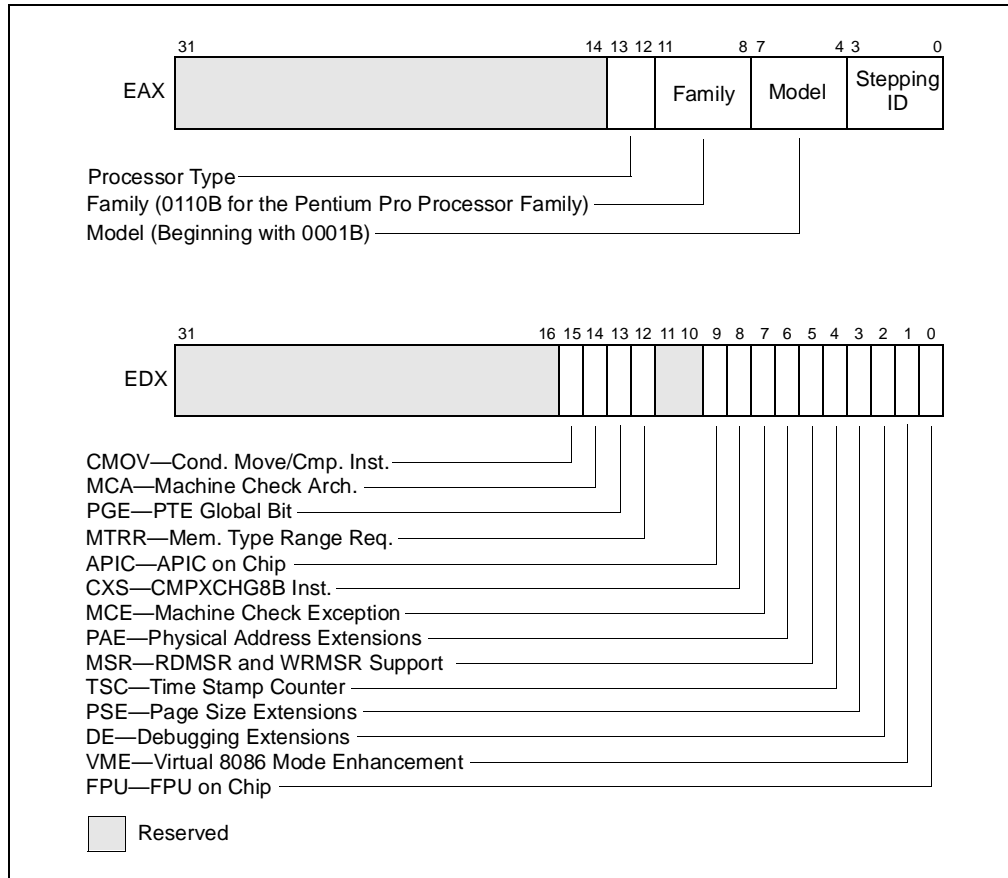 31 14 13 12 11 8 7 4 3 0
EAX Family Model Stepping
ID
Processor Type
Family (0110B for the Pentium Pro Processor Family)
Model (Beginning with 0001B)
31 16 15 14 13 12 11 10 9 8 7 6 5 4 3 2 1 0
EDX
CMOV—Cond. Move/Cmp. Inst.
MCA—Machine Check Arch.
PGE—PTE Global Bit
MTRR—Mem. Type Range Req.
APIC—APIC on Chip
CXS—CMPXCHG8B Inst.
MCE—Machine Check Exception
PAE—Physical Address Extensions
MSR—RDMSR and WRMSR Support
TSC—Time Stamp Counter
PSE—Page Size Extensions
DE—Debugging Extensions
VME—Virtual 8086 Mode Enhancement
FPU—FPU on Chip
Reserved